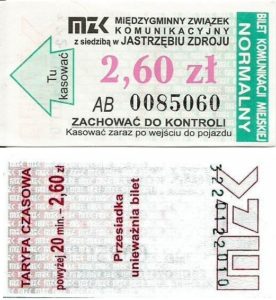 MZK MIĘDZYGMINNY ZWIĄZEK
KOMUNIKACYJNY
z siedzibą w JASTRZĘBIU ZDROJU
Tu
kasować
2,60 zł
AB 0085060
ZACHOWAĆ DO KONTROLI
Kasować zaraz po wejściu do pojazdu
BILET KOMUNIKACJI MIEJSKIEJ
NORMALNY
TARYFA CZASOWA
powyżej 20 min. - 2,60 zł
Przesiadka
unieważnia bilet
MZK